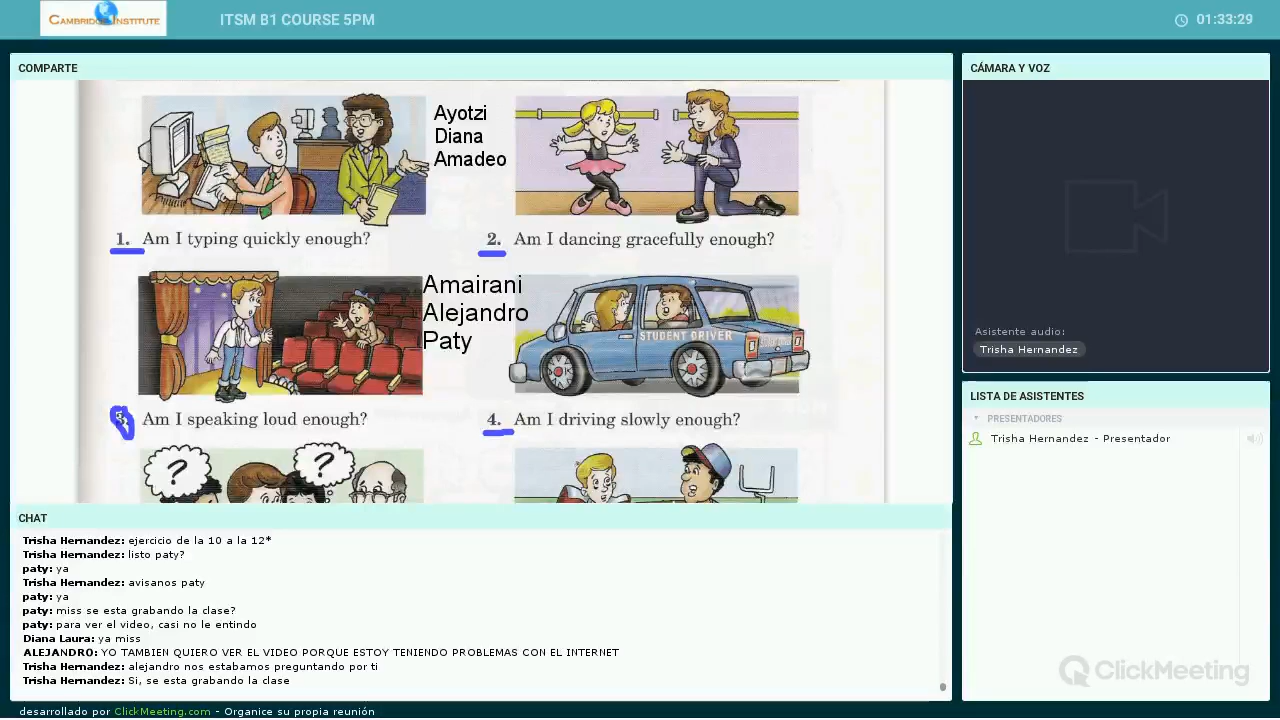 CAMBRIDGE INSTITUTE
ITSM B1 COURSE 5PM
01:33:29
COMPARTE
Ayotzi
Diana
Amadeo
1. Am I typing quickly enough?
2. Am I dancing gracefully enough?
Amairani
Alejandro
Paty
STUDENT DRIVER
Am I speaking loud enough?
4. Am I driving slowly enough?
?
?
CHAT
Trisha Hernandez: ejercicio de la 10 a la 12*
Trisha Hernandez: listo paty?
paty: ya
Trisha Hernandez: avisanos paty
paty: ya
paty: miss se esta grabando la clase?
paty: para ver el video, casi no le entindo
Diana Laura: ya miss
ALEJANDRO: YO TAMBIEN QUIERO VER EL VIDEO PORQUE ESTOY TENIENDO PROBLEMAS CON EL INTERNET
Trisha Hernandez: alejandro nos estabamos preguntando por ti
Trisha Hernandez: Si, se esta grabando la clase
CÁMARA Y VOZ
Asistente audio:
Trisha Hernandez
LISTA DE ASISTENTES
PRESENTADORES
Trisha Hernandez - Presentador
ClickMeeting
desarrollado por ClickMeeting.com - Organice su propia reunión